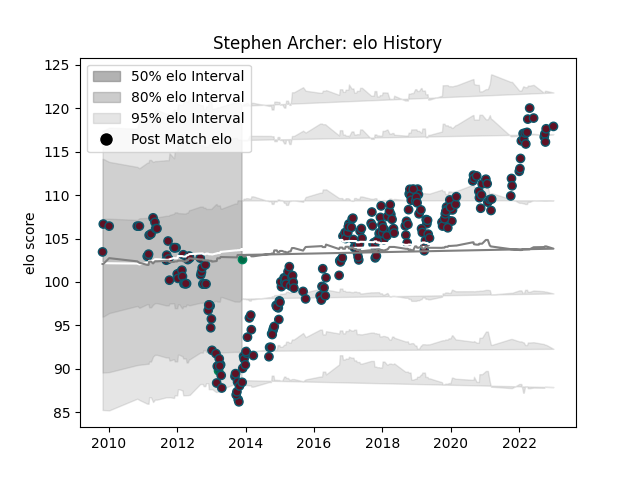 Stephen Archer: elo History
125
120
115
110
105
100
95
90
85
elo score
50% elo Interval
80% elo Interval
95% elo Interval
Post Match elo
2010 2012 2014 2016 2018 2020 2022